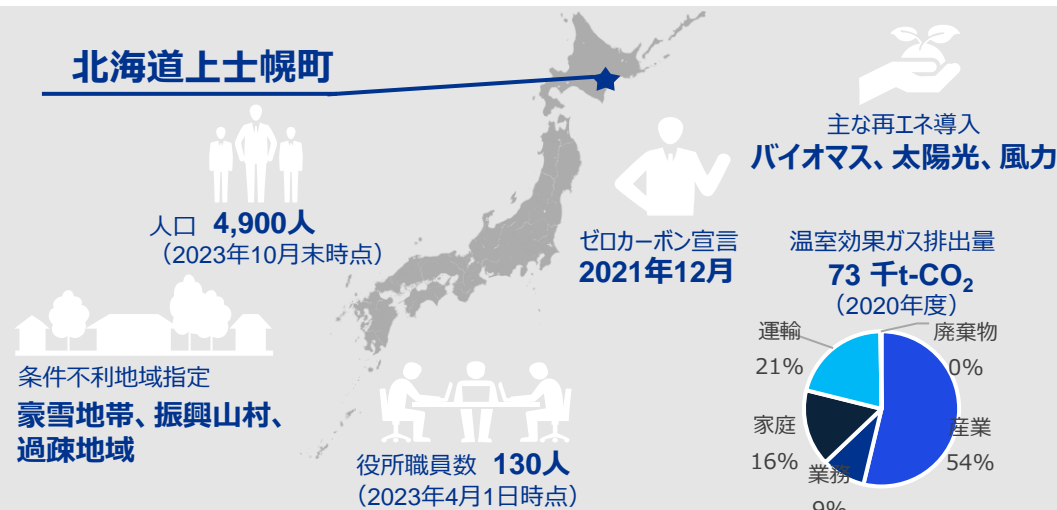 北海道上士幌町
人口 4,900人
（2023年10月末時点）
条件不利地域指定
豪雪地帯、振興山村、
過疎地域
役所職員数 130人
（2023年4月1日時点）
ゼロカーボン宣言
2021年12月
主な再エネ導入
バイオマス、太陽光、風力
温室効果ガス排出量
73 千t-CO₂
（2020年度）
運輸
21%
廃棄物
0%
家庭
16%
産業
54%
業務
9%